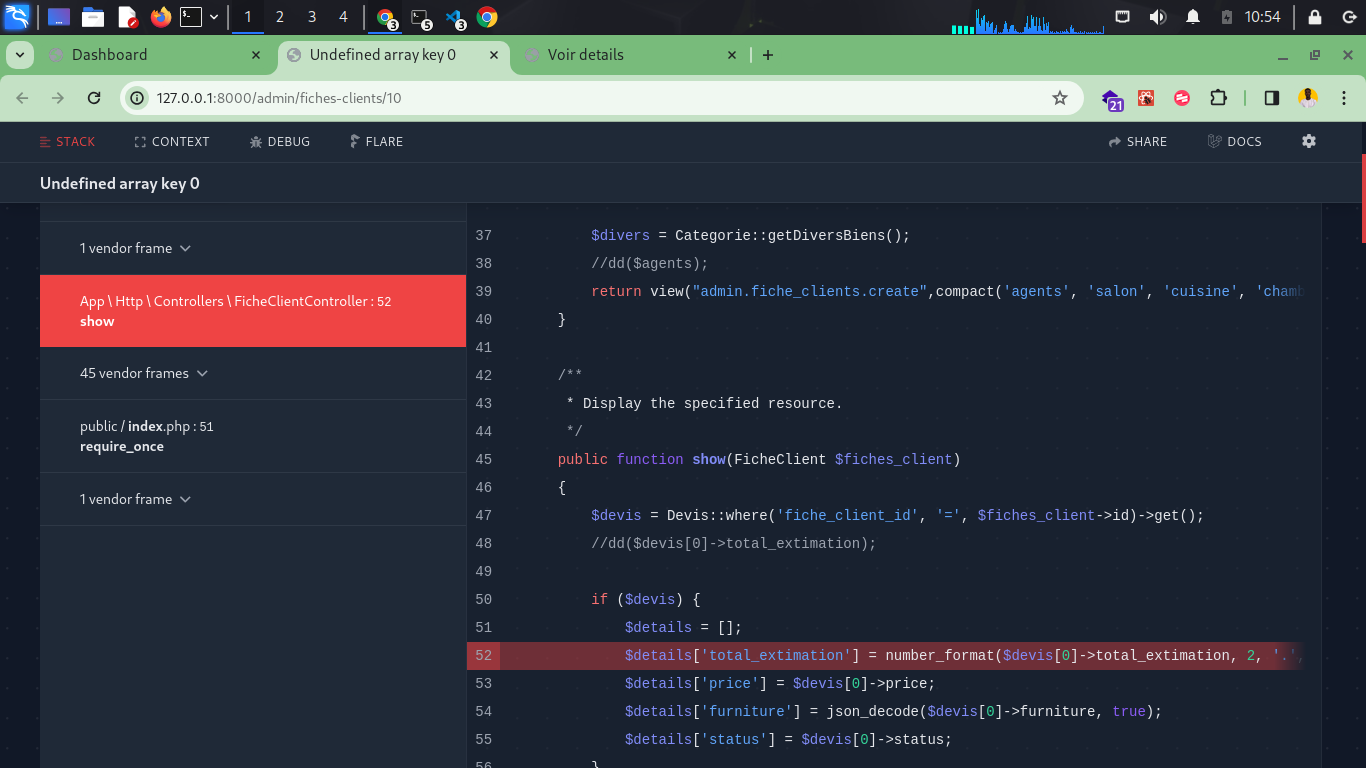 1 2 3 4 3 5 3 10:54
Dashboard Undefined array key 0 Voir details
127.0.0.1:8000/admin/fiches-clients/10 21
STACK CONTEXT DEBUG FLARE SHARE DOCS
Undefined array key 0
1 vendor frame
App \ Http \ Controllers \ FicheClientController : 52
show
45 vendor frames
public / index.php : 51
require_once
1 vendor frame
37 $divers = Categorie::getDiversBiens();
38 //dd($agents);
39 return view("admin.fiche_clients.create",compact('agents', 'salon', 'cuisine', 'chamb
40 }
41
42 /**
43 * Display the specified resource.
44 */
45 public function show(FicheClient $fiches_client)
46 {
47 $devis = Devis::where('fiche_client_id', '=', $fiches_client->id)->get();
48 //dd($devis[0]->total_extimation);
49
50 if ($devis) {
51 $details = [];
52 $details['total_extimation'] = number_format($devis[0]->total_extimation, 2, '.',
53 $details['price'] = $devis[0]->price;
54 $details['furniture'] = json_decode($devis[0]->furniture, true);
55 $details['status'] = $devis[0]->status;
56 }